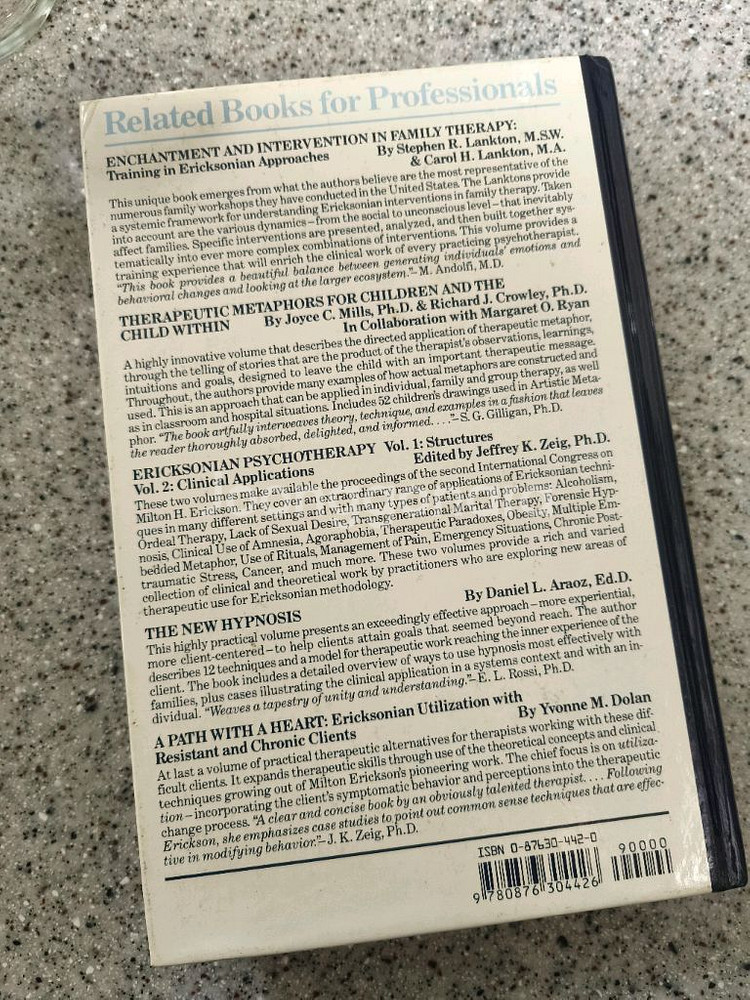 Related Books for Professionals
ENCHANTMENT AND INTERVENTION IN FAMILY THERAPY:
Training in Ericksonian Approaches By Stephen R. Lankton, M.S.W.
& Carol H. Lankton, M.A.
This unique book emerges from what the authors believe are the most representative of the
numerous family workshops they have conducted in the United States. The Lanktons provide
a systemic framework for understanding Ericksonian interventions in family therapy. Taken
into account are the various dynamics–from the social to unconscious level–that inevitably
affect families. Specific interventions are presented, analyzed, and then built together sys-
tematically into ever more complex combinations of interventions. This volume provides a
training experience that will enrich the clinical work of every practicing psychotherapist.
"This book provides a beautiful balance between generating individuals' emotions and
behavioral changes and looking at the larger ecosystem."–M. Andolfi, M.D.
THERAPEUTIC METAPHORS FOR CHILDREN AND THE
CHILD WITHIN By Joyce C. Mills, Ph.D. & Richard J. Crowley, Ph.D.
In Collaboration with Margaret O. Ryan
A highly innovative volume that describes the directed application of therapeutic metaphor,
through the telling of stories that are the product of the therapist's observations, learnings,
intuitions and goals, designed to leave the child with an important therapeutic message.
Throughout, the authors provide many examples of how actual metaphors are constructed and
used. This is an approach that can be applied in individual, family and group therapy, as well
as in classroom and hospital situations. Includes 52 children's drawings used in Artistic Meta-
phor. "The book artfully interweaves theory, technique, and examples in a fashion that leaves
the reader thoroughly absorbed, delighted, and informed. . . ."–S. G. Gilligan, Ph.D.
ERICKSONIAN PSYCHOTHERAPY Vol. 1: Structures
Vol. 2: Clinical Applications Edited by Jeffrey K. Zeig, Ph.D.
These two volumes make available the proceedings of the second International Congress on
Milton H. Erickson. They cover an extraordinary range of applications of Ericksonian techni-
ques in many different settings and with many types of patients and problems: Alcoholism,
Ordeal Therapy, Lack of Sexual Desire, Transgenerational Marital Therapy, Forensic Hyp-
nosis, Clinical Use of Amnesia, Agoraphobia, Therapeutic Paradoxes, Obesity, Multiple Em-
bedded Metaphor, Use of Rituals, Management of Pain, Emergency Situations, Chronic Post-
traumatic Stress, Cancer, and much more. These two volumes provide a rich and varied
collection of clinical and theoretical work by practitioners who are exploring new areas of
therapeutic use for Ericksonian methodology.
THE NEW HYPNOSIS By Daniel L. Araoz, Ed.D.
This highly practical volume presents an exceedingly effective approach–more experiential,
more client-centered–to help clients attain goals that seemed beyond reach. The author
describes 12 techniques and a model for therapeutic work reaching the inner experience of the
client. The book includes a detailed overview of ways to use hypnosis most effectively with
families, plus cases illustrating the clinical application in a systems context and with an in-
dividual. "Weaves a tapestry of unity and understanding."–E. L. Rossi, Ph.D.
A PATH WITH A HEART: Ericksonian Utilization with
Resistant and Chronic Clients By Yvonne M. Dolan
At last a volume of practical therapeutic alternatives for therapists working with these dif-
ficult clients. It expands therapeutic skills through use of the theoretical concepts and clinical
techniques growing out of Milton Erickson's pioneering work. The chief focus on utiliza-
tion–incorporating the client's symptomatic behavior and perceptions into the therapeutic
change process. "A clear and concise book by an obviously talented therapist. . . . Following
Erickson, she emphasizes case studies to point out common sense techniques that are effec-
tive in modifying behavior."–J. K. Zeig, Ph.D.
ISBN 0-87630-442-0
90000
9 780876 304426